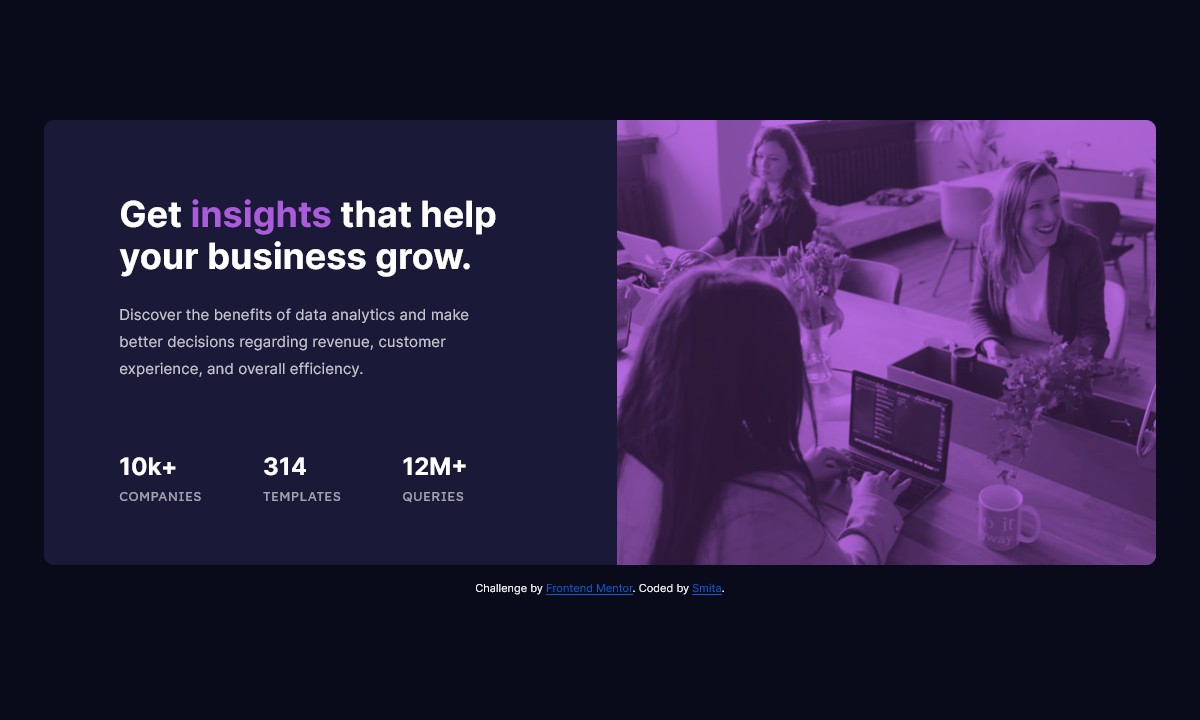 Get insights that help
your business grow.
Discover the benefits of data analytics and make
better decisions regarding revenue, customer
experience, and overall efficiency.
10k+ 314 12M+
COMPANIES TEMPLATES QUERIES
Challenge by Frontend Mentor. Coded by Smita.